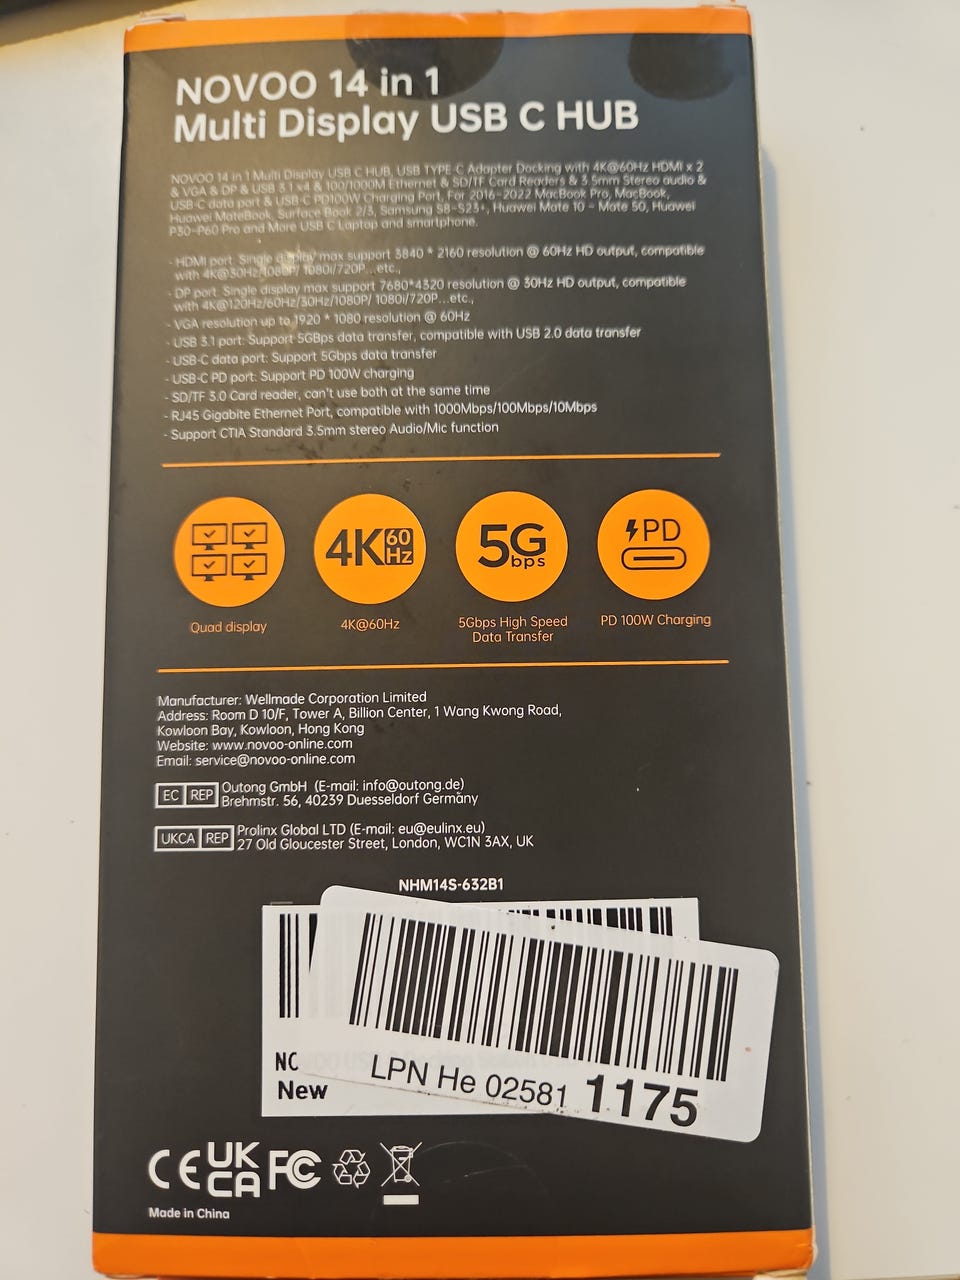 NOVOO 14 in 1
Multi Display USB C HUB
NOVOO 14 in 1 Multi Display USB C HUB, USB TYPE-C Adapter Docking with 4K@60Hz HDMI x 2
& VGA & DP & USB 3.1 x4 & 100/1000M Ethernet & SD/TF Card Readers & 3.5mm Stereo audio &
USB-C data port & USB-C PD100W Charging Port, For 2016-2022 MacBook Pro, MacBook,
Huawei MateBook, Surface Book 2/3, Samsung S8-S23+, Huawei Mate 10 - Mate 50, Huawei
P30-P60 Pro and More USB C Laptop and smartphone.
- HDMI port. Single display max support 3840 * 2160 resolution @ 60Hz HD output, compatible
with 4K@30Hz/1080P/ 1080i/720P...etc.,
- DP port. Single display max support 7680*4320 resolution @ 30Hz HD output, compatible
with 4K@120Hz/60Hz/30Hz/1080P/ 1080i/720P...etc.,
- VGA resolution up to 1920 * 1080 resolution @ 60Hz
- USB 3.1 port: Support 5GBps data transfer, compatible with USB 2.0 data transfer
- USB-C data port: Support 5Gbps data transfer
- USB-C PD port: Support PD 100W charging
- SD/TF 3.0 Card reader, can't use both at the same time
- RJ45 Gigabite Ethernet Port, compatible with 1000Mbps/100Mbps/10Mbps
- Support CTIA Standard 3.5mm stereo Audio/Mic function
4K 60 Hz
5G bps
PD
Quad display
4K@60Hz
5Gbps High Speed
Data Transfer
PD 100W Charging
Manufacturer: Wellmade Corporation Limited
Address: Room D 10/F, Tower A, Billion Center, 1 Wang Kwong Road,
Kowloon Bay, Kowloon, Hong Kong
Website: www.novoo-online.com
Email: service@novoo-online.com
EC REP Outong GmbH (E-mail: info@outong.de)
Brehmstr. 56, 40239 Duesseldorf Germany
UKCA REP Prolinx Global LTD (E-mail: eu@eulinx.eu)
27 Old Gloucester Street, London, WC1N 3AX, UK
NHM14S-632B1
NC
New
LPN He 02581 1175
CE UK CA FC
Made in China